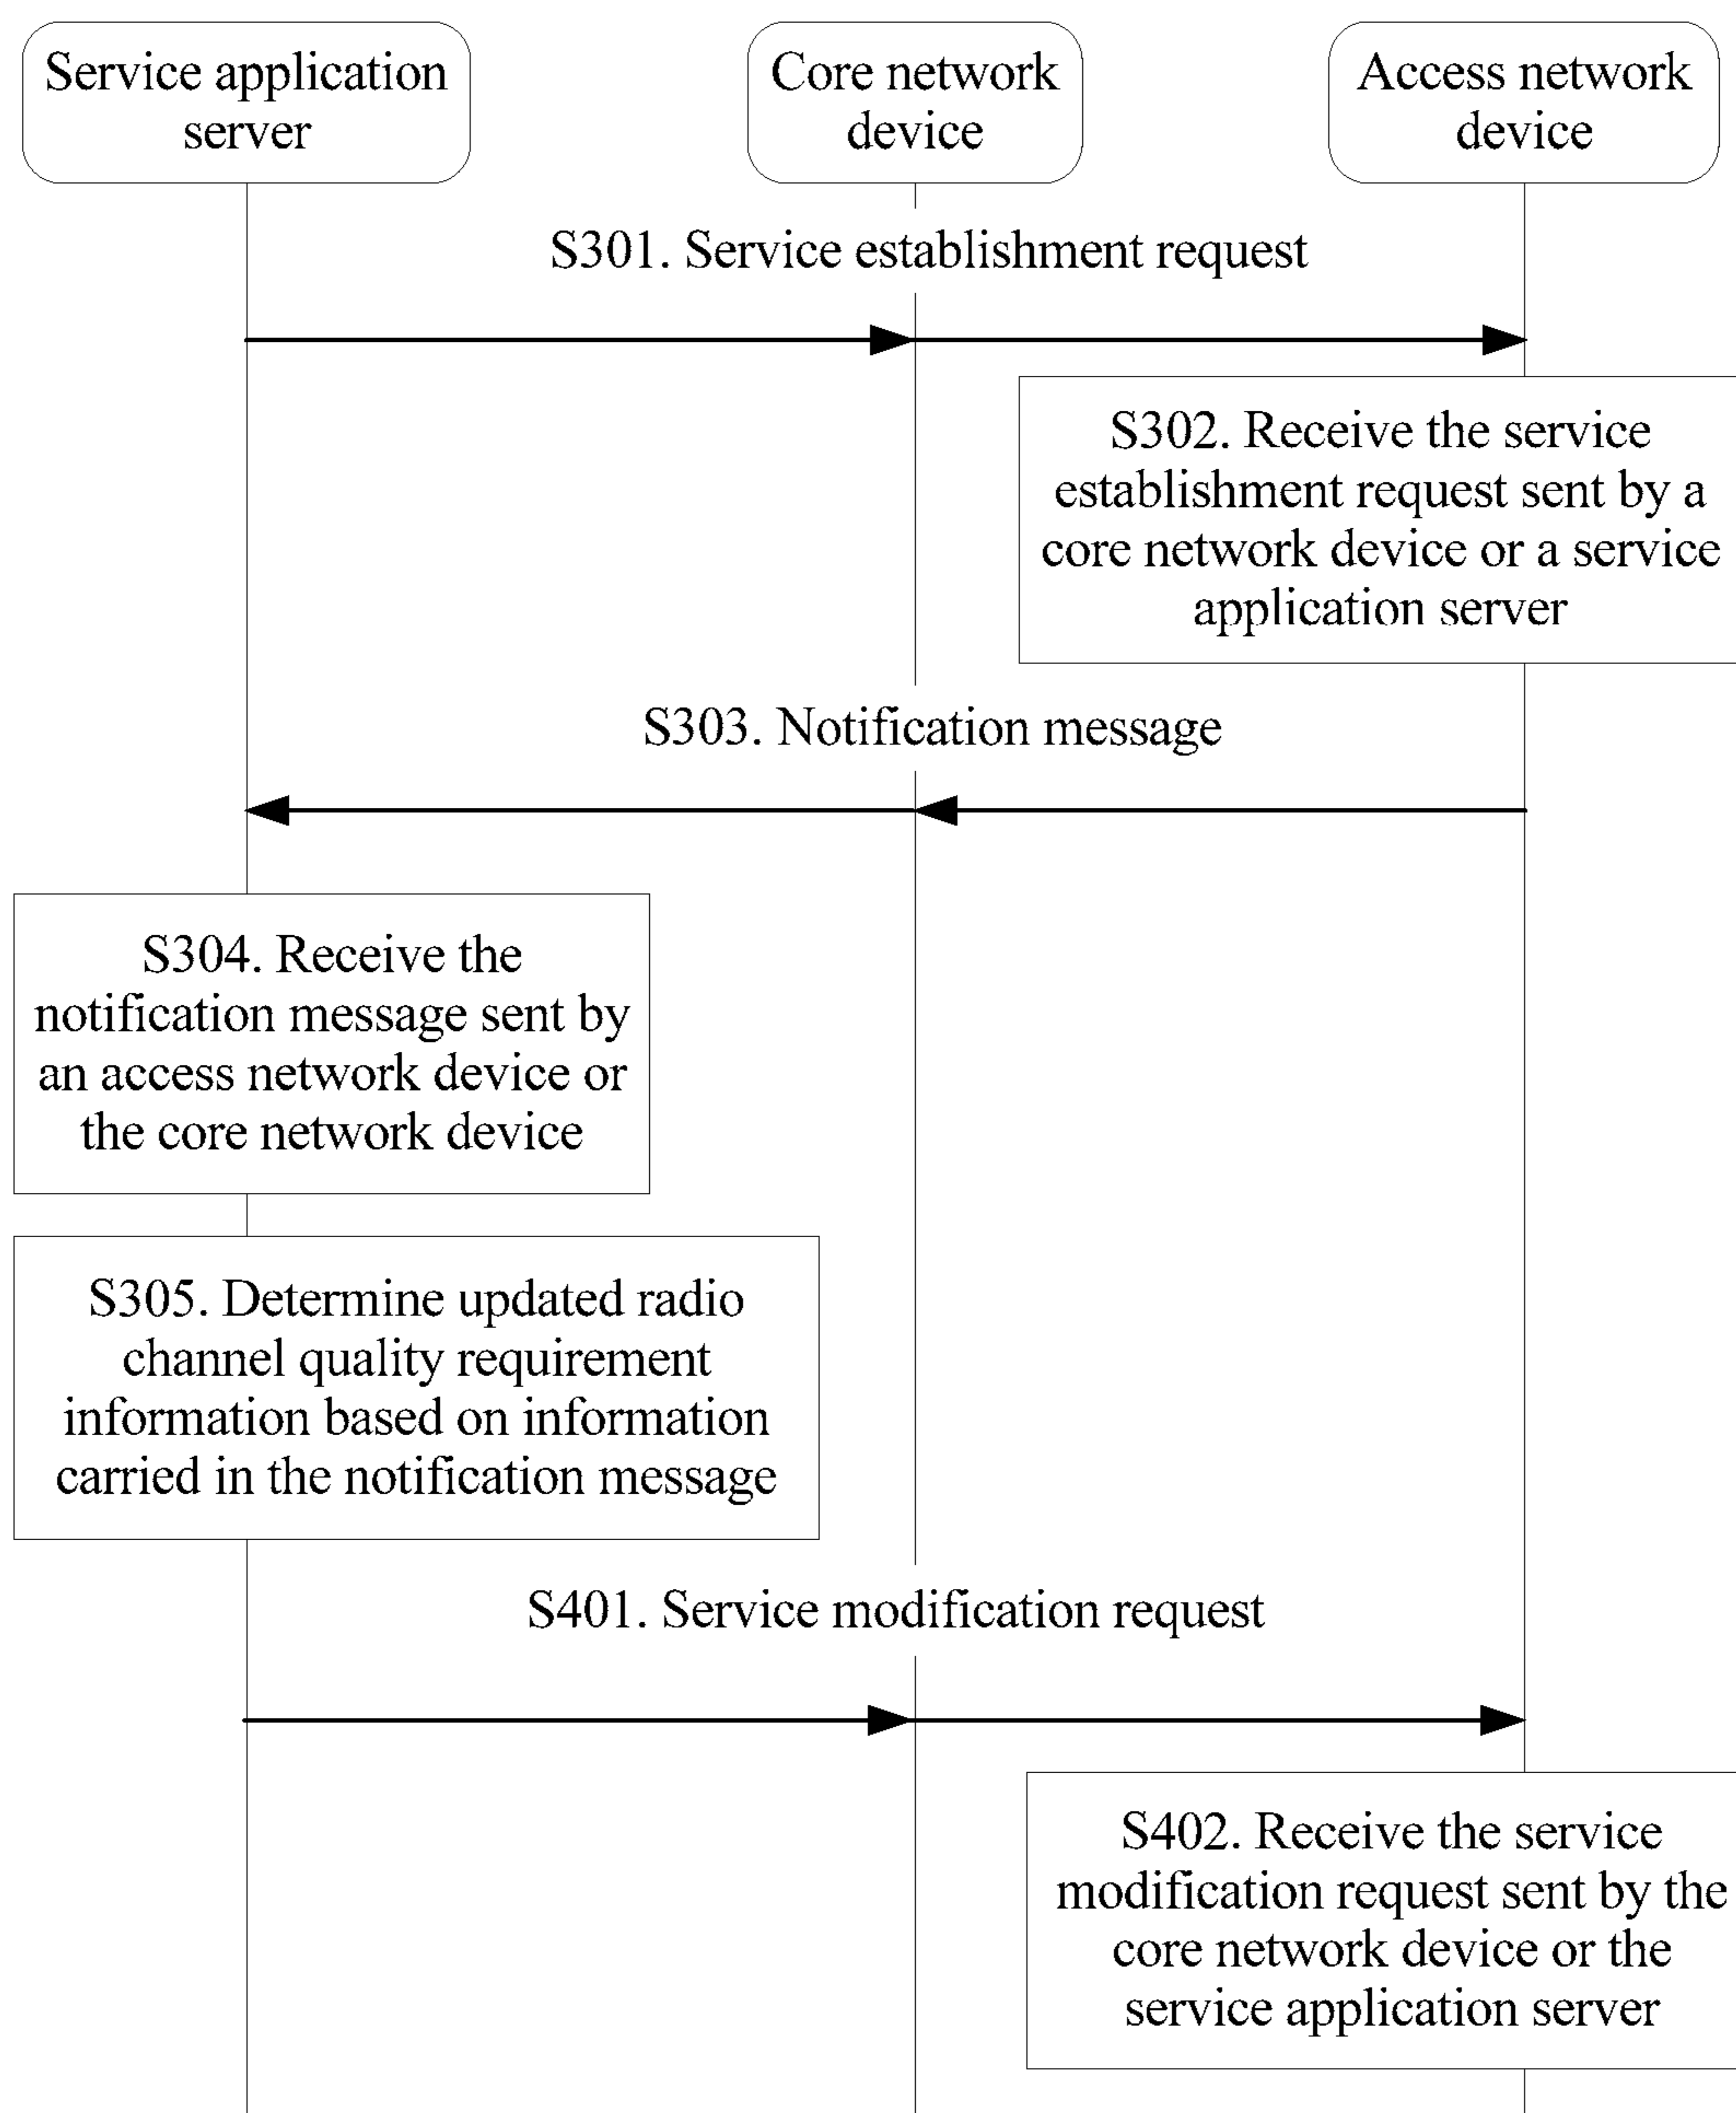 Service application
server
Core network
device
Access network
device
S301. Service establishment request
S302. Receive the service
establishment request sent by a
core network device or a service
application server
S303. Notification message
S304. Receive the
notification message sent by
an access network device or
the core network device
S305. Determine updated radio
channel quality requirement
information based on information
carried in the notification message
S401. Service modification request
S402. Receive the service
modification request sent by the
core network device or the
service application server